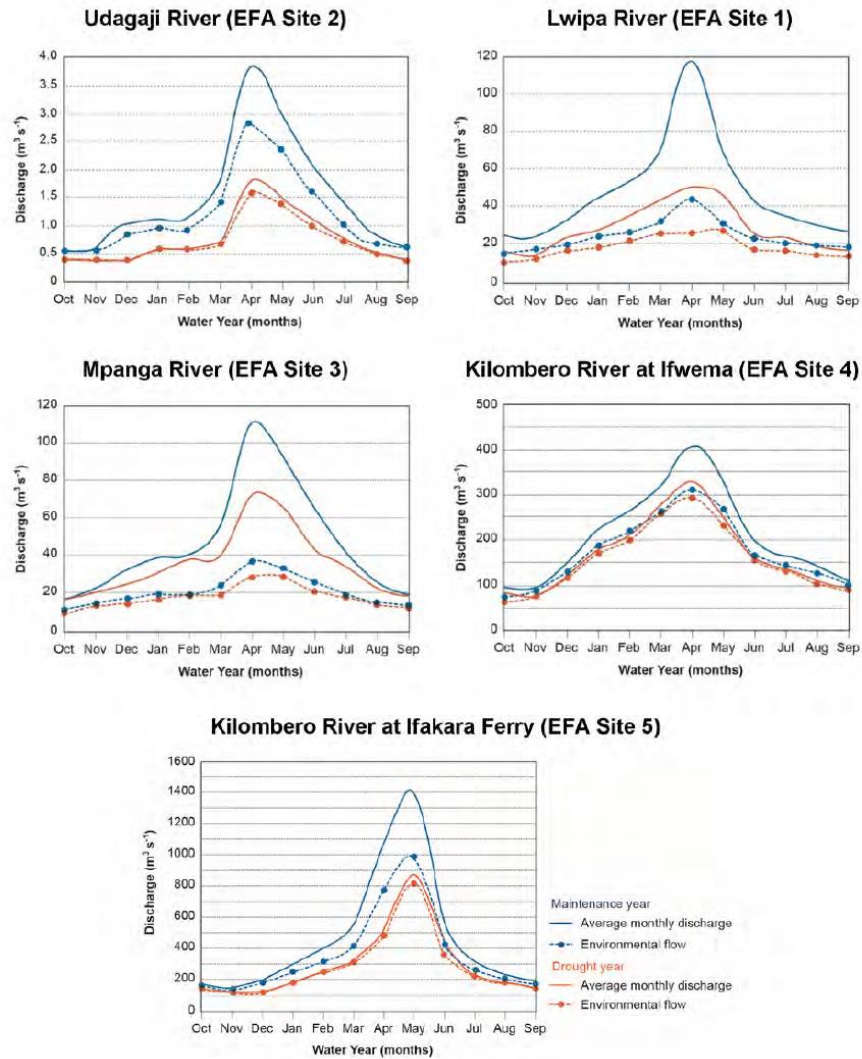 Udagaji River (EFA Site 2)
4.0
3.5
3.0
2.5
2.0
1.5
1.0
0.5
0
Discharge (m³ s⁻¹)
Oct Nov Dec Jan Feb Mar Apr May Jun Jul Aug Sep
Water Year (months)
Lwipa River (EFA Site 1)
120
100
80
60
40
20
0
Discharge (m³ s⁻¹)
Oct Nov Dec Jan Feb Mar Apr May Jun Jul Aug Sep
Water Year (months)
Mpanga River (EFA Site 3)
120
100
80
60
40
20
0
Discharge (m³ s⁻¹)
Oct Nov Dec Jan Feb Mar Apr May Jun Jul Aug Sep
Water Year (months)
Kilombero River at Ifwema (EFA Site 4)
500
400
300
200
100
0
Discharge (m³ s⁻¹)
Oct Nov Dec Jan Feb Mar Apr May Jun Jul Aug Sep
Water Year (months)
Kilombero River at Ifakara Ferry (EFA Site 5)
1600
1400
1200
1000
800
600
400
200
0
Discharge (m³ s⁻¹)
Oct Nov Dec Jan Feb Mar Apr May Jun Jul Aug Sep
Water Year (months)
Maintenance year
Average monthly discharge
Environmental flow
Drought year
Average monthly discharge
Environmental flow